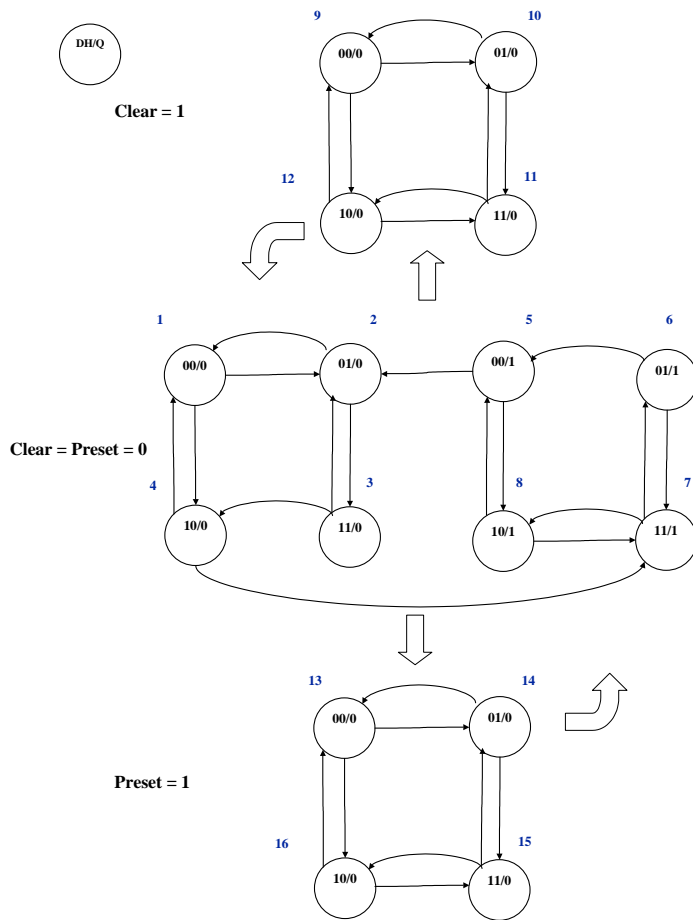 9 10
DH/Q 00/0 01/0
Clear = 1
12 11
10/0 11/0
1 2 5 6
00/0 01/0 00/1 01/1
Clear = Preset = 0
4 3 8 7
10/0 11/0 10/1 11/1
13 14
00/0 01/0
Preset = 1
16 15
10/0 11/0